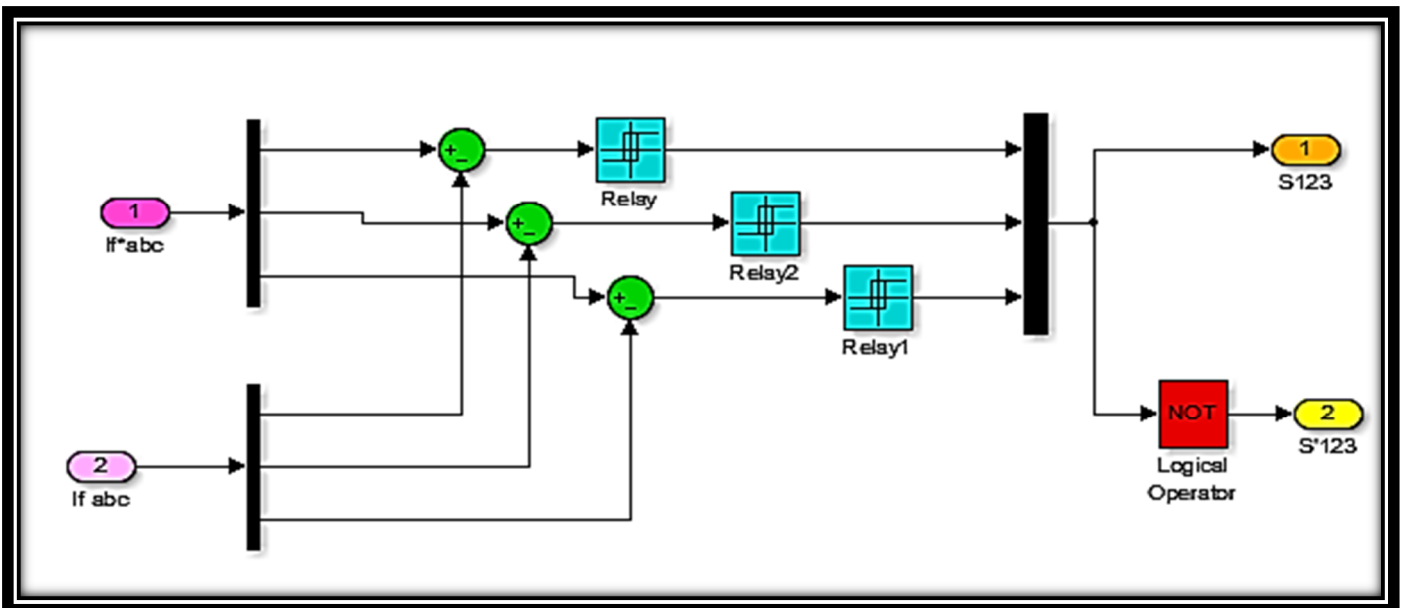 1
If*abc
+
−
Relay
+
−
Relay2
+
−
Relay1
1
S123
2
If abc
NOT
Logical
Operator
2
S'123